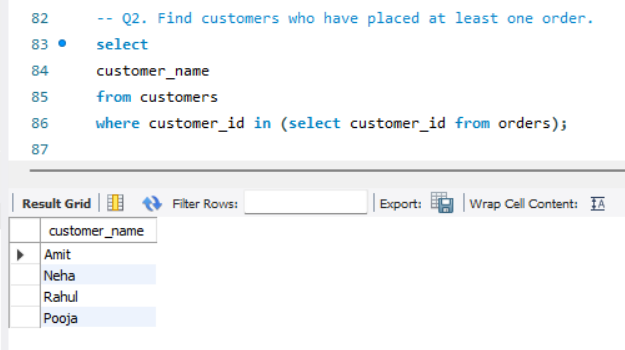 82 -- Q2. Find customers who have placed at least one order.
83 select
84 customer_name
85 from customers
86 where customer_id in (select customer_id from orders);
87
Result Grid Filter Rows: Export: Wrap Cell Content: IA
customer_name
Amit
Neha
Rahul
Pooja